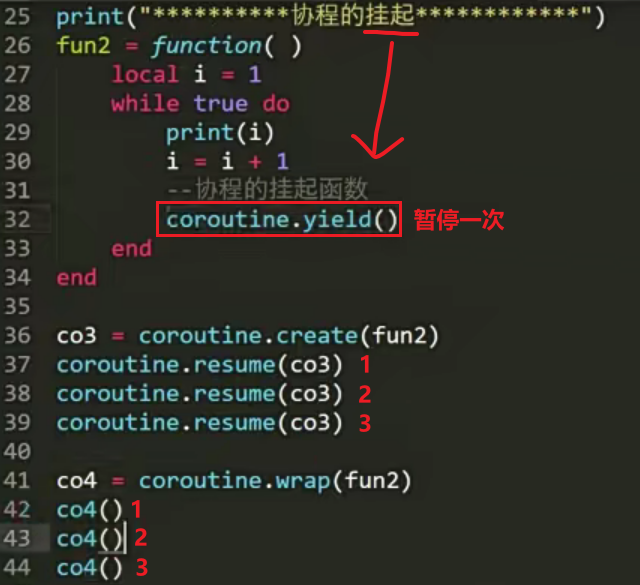 25 print("**********协程的挂起************")
26 fun2 = function( )
27     local i = 1
28     while true do
29         print(i)
30         i = i + 1
31         --协程的挂起函数
32         coroutine.yield() 暂停一次
33     end
34 end
35
36 co3 = coroutine.create(fun2)
37 coroutine.resume(co3) 1
38 coroutine.resume(co3) 2
39 coroutine.resume(co3) 3
40
41 co4 = coroutine.wrap(fun2)
42 co4() 1
43 co4() 2
44 co4() 3